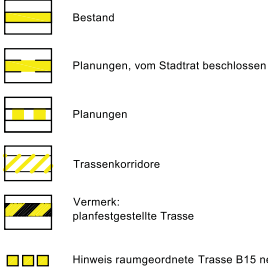 Bestand
Planungen, vom Stadtrat beschlossen
Planungen
Trassenkorridore
Vermerk:
planfestgestellte Trasse
Hinweis raumgeordnete Trasse B15